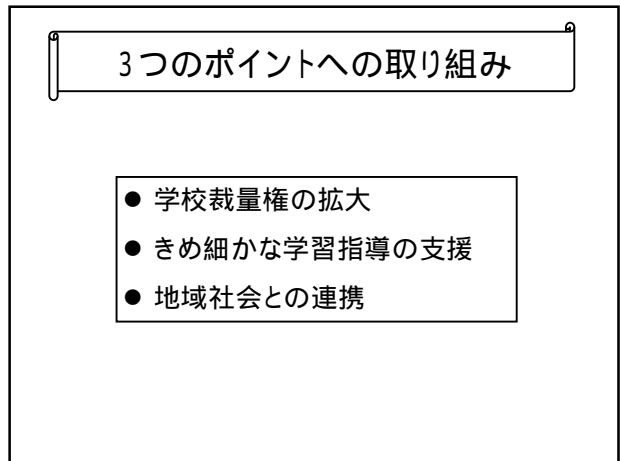 3つのポイントへの取り組み
● 学校裁量権の拡大
● きめ細かな学習指導の支援
● 地域社会との連携